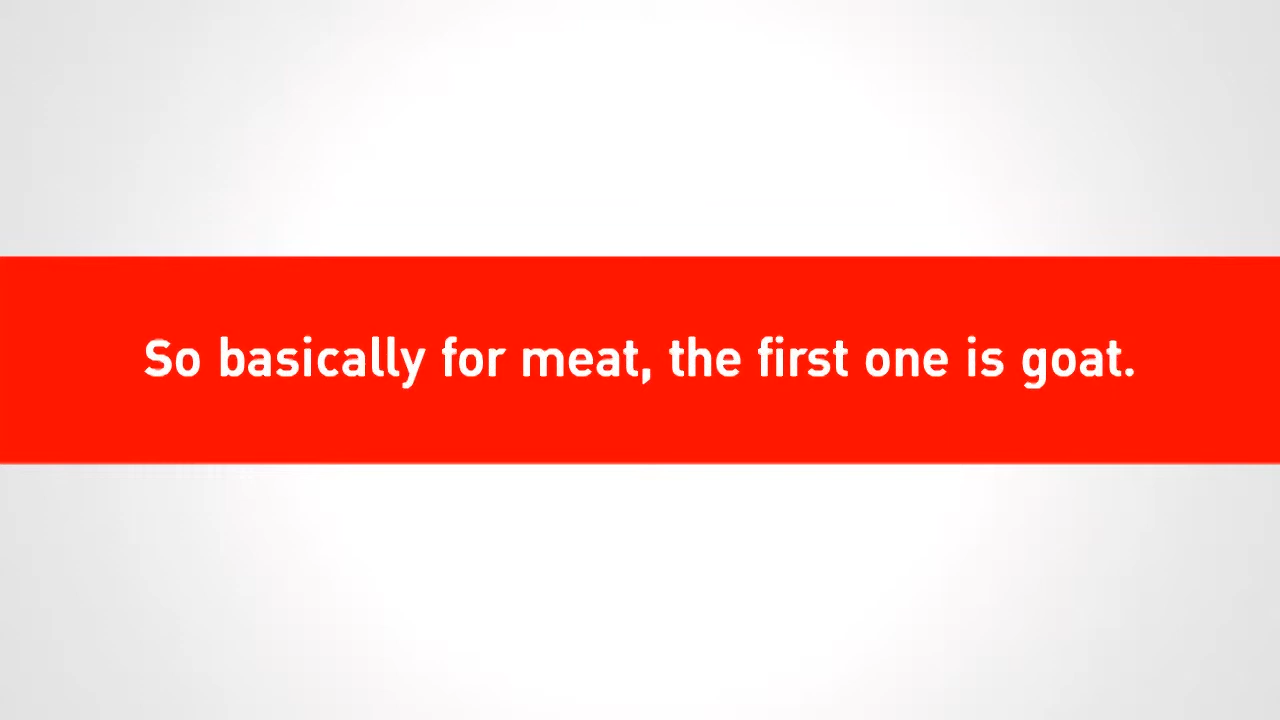 So basically for meat, the first one is goat.